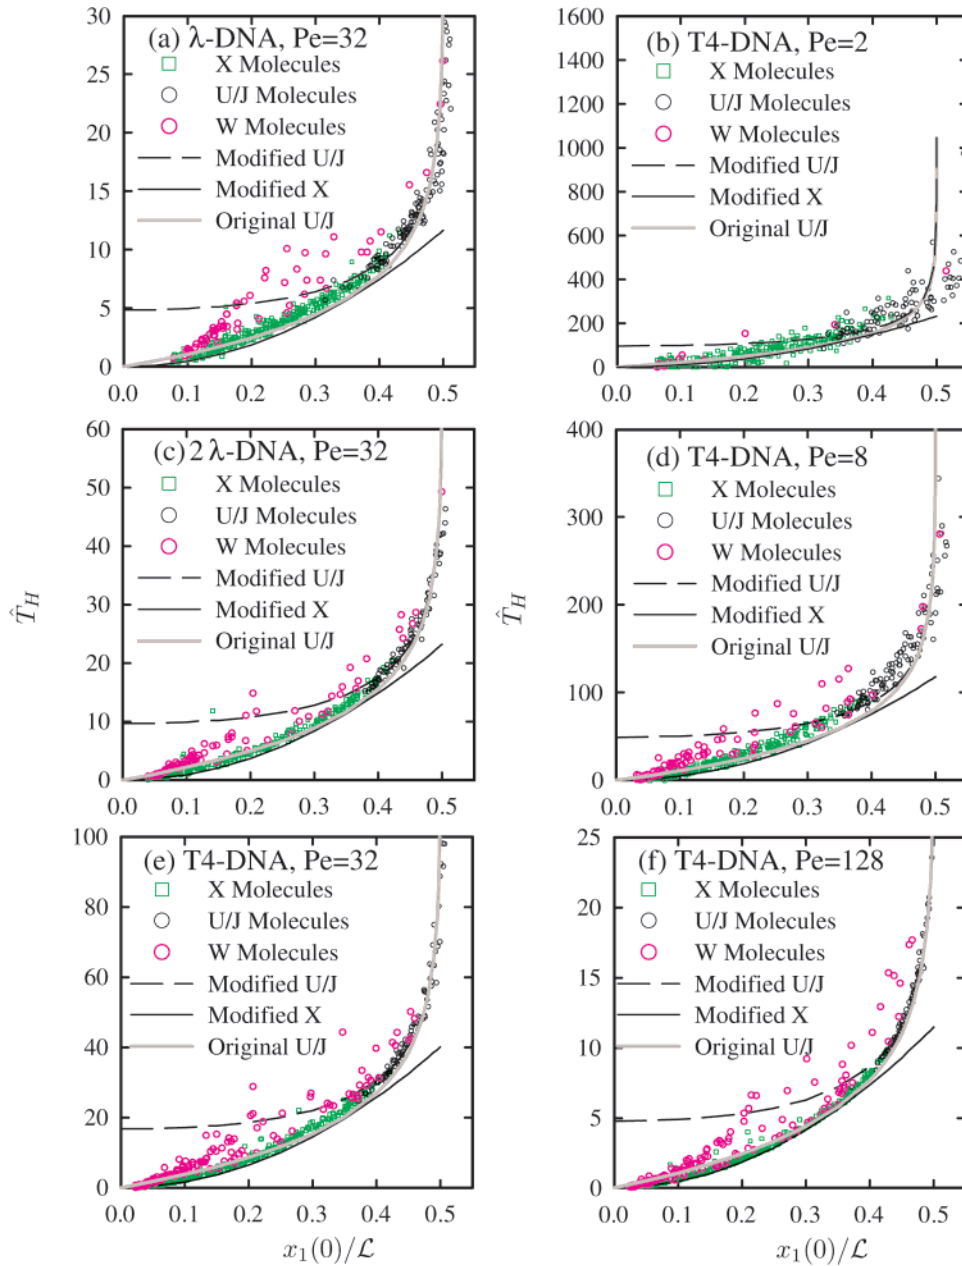 (a) λ-DNA, Pe=32
X Molecules
U/J Molecules
W Molecules
Modified U/J
Modified X
Original U/J
30
25
20
15
10
5
0
0.0 0.1 0.2 0.3 0.4 0.5
(b) T4-DNA, Pe=2
X Molecules
U/J Molecules
W Molecules
Modified U/J
Modified X
Original U/J
1600
1400
1200
1000
800
600
400
200
0
0.0 0.1 0.2 0.3 0.4 0.5
(c) 2 λ-DNA, Pe=32
X Molecules
U/J Molecules
W Molecules
Modified U/J
Modified X
Original U/J
60
50
40
30
20
10
0
0.0 0.1 0.2 0.3 0.4 0.5
T̂_H
(d) T4-DNA, Pe=8
X Molecules
U/J Molecules
W Molecules
Modified U/J
Modified X
Original U/J
400
300
200
100
0
0.0 0.1 0.2 0.3 0.4 0.5
T̂_H
(e) T4-DNA, Pe=32
X Molecules
U/J Molecules
W Molecules
Modified U/J
Modified X
Original U/J
100
80
60
40
20
0
0.0 0.1 0.2 0.3 0.4 0.5
x₁(0)/ℒ
(f) T4-DNA, Pe=128
X Molecules
U/J Molecules
W Molecules
Modified U/J
Modified X
Original U/J
25
20
15
10
5
0
0.0 0.1 0.2 0.3 0.4 0.5
x₁(0)/ℒ